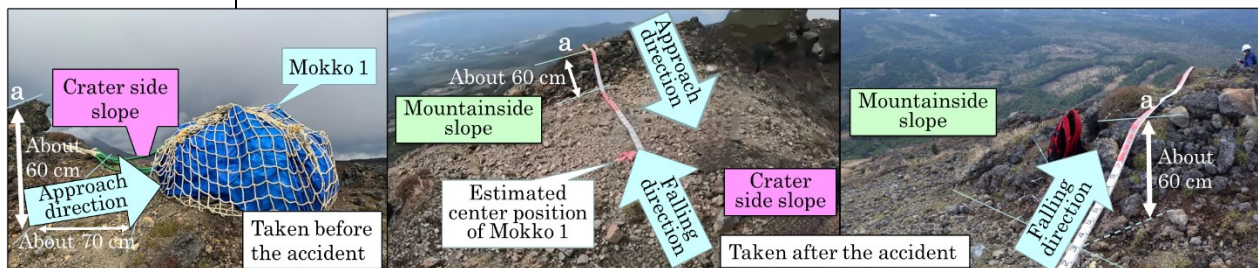 Mokko 1
Crater side
slope
a
About
60 cm
Approach
direction
About 70 cm
Taken before
the accident
a
About 60 cm
Approach
direction
Mountainside
slope
Estimated
center position
of Mokko 1
Falling
direction
Crater
side slope
Taken after the accident
Mountainside
slope
a
About
60 cm
Falling
direction